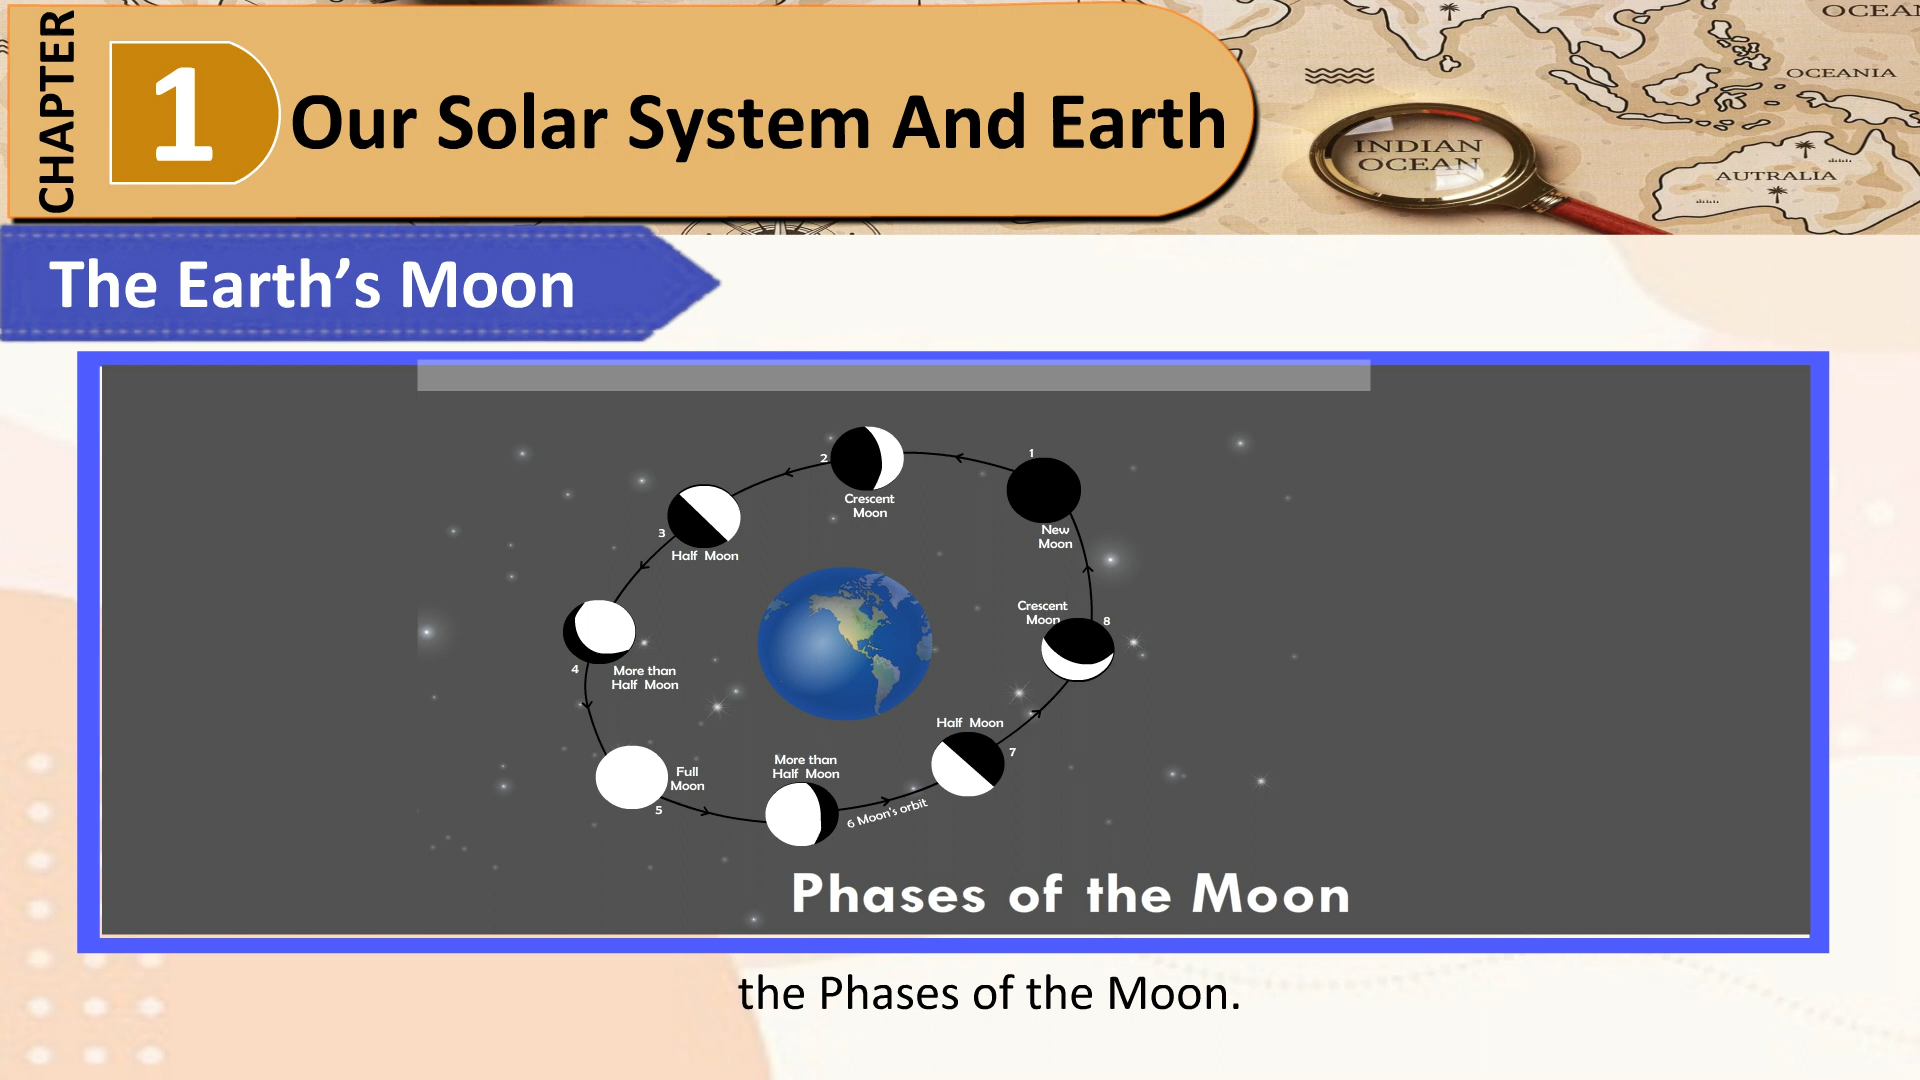 CHAPTER
1
Our Solar System And Earth
OCEAN
OCEANIA
INDIAN
OCEAN
AUSTRALIA
The Earth’s Moon
1
New
Moon
2
Crescent
Moon
3
Half Moon
4
More than
Half Moon
Full
Moon
5
More than
Half Moon
6 Moon's orbit
Half Moon
7
Crescent
Moon
8
Phases of the Moon
the Phases of the Moon.